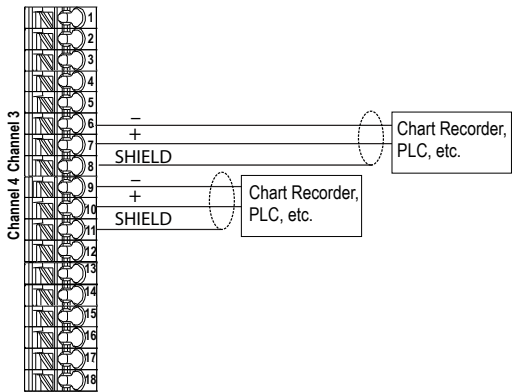 1
2
3
4
5
6
7
8
9
10
11
12
13
14
15
16
17
18
Channel 3
Channel 4
−
+
SHIELD
Chart Recorder,
PLC, etc.
−
+
SHIELD
Chart Recorder,
PLC, etc.